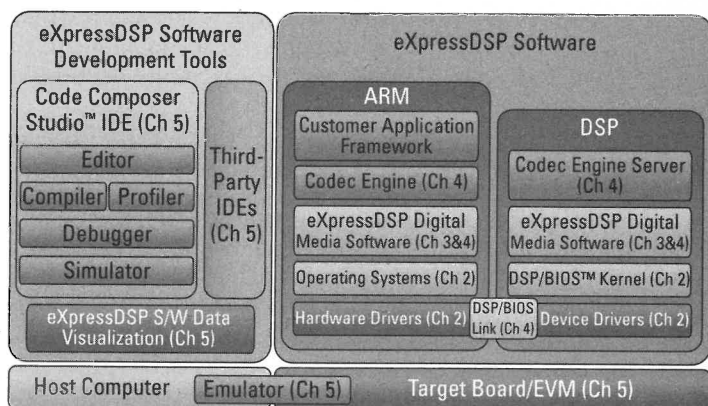 eXpressDSP Software
Development Tools
Code Composer
Studio™ IDE (Ch 5)
Editor
Compiler
Profiler
Debugger
Simulator
Third-
Party
IDEs
(Ch 5)
eXpressDSP S/W Data
Visualization (Ch 5)
eXpressDSP Software
ARM
Customer Application
Framework
Codec Engine (Ch 4)
eXpressDSP Digital
Media Software (Ch 3&4)
Operating Systems (Ch 2)
Hardware Drivers (Ch 2)
DSP/BIOS
Link (Ch 4)
DSP
Codec Engine Server
(Ch 4)
eXpressDSP Digital
Media Software (Ch 3&4)
DSP/BIOS™ Kernel (Ch 2)
Device Drivers (Ch 2)
Host Computer
Emulator (Ch 5)
Target Board/EVM (Ch 5)